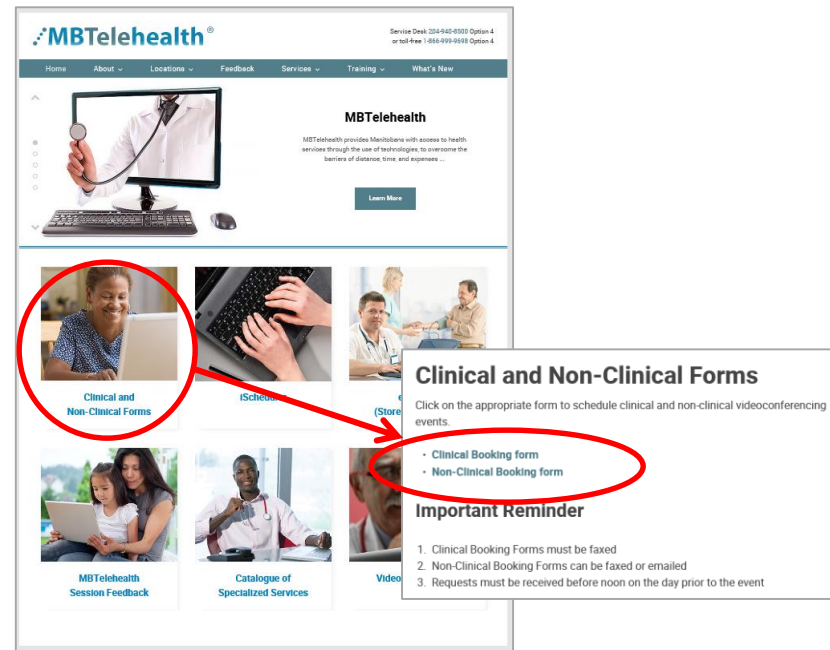 MBTelehealth®
Servise Desk 204-940-8500 Option 4
or toll-free 1-866-999-9698 Option 4
Home About Locations Feedback Services Training What's New
MBTelehealth
MBTelehealth provides Manitobans with access to health
services through the use of technologies, to overcome the
barriers of distance, time, and expenses ...
Learn More
Clinical and
Non-Clinical Forms
iSchedul
e
(Store
MBTelehealth
Session Feedback
Catalogue of
Specialized Services
Video
Clinical and Non-Clinical Forms
Click on the appropriate form to schedule clinical and non-clinical videoconferencing
events.
• Clinical Booking form
• Non-Clinical Booking form
Important Reminder
1. Clinical Booking Forms must be faxed
2. Non-Clinical Booking Forms can be faxed or emailed
3. Requests must be received before noon on the day prior to the event